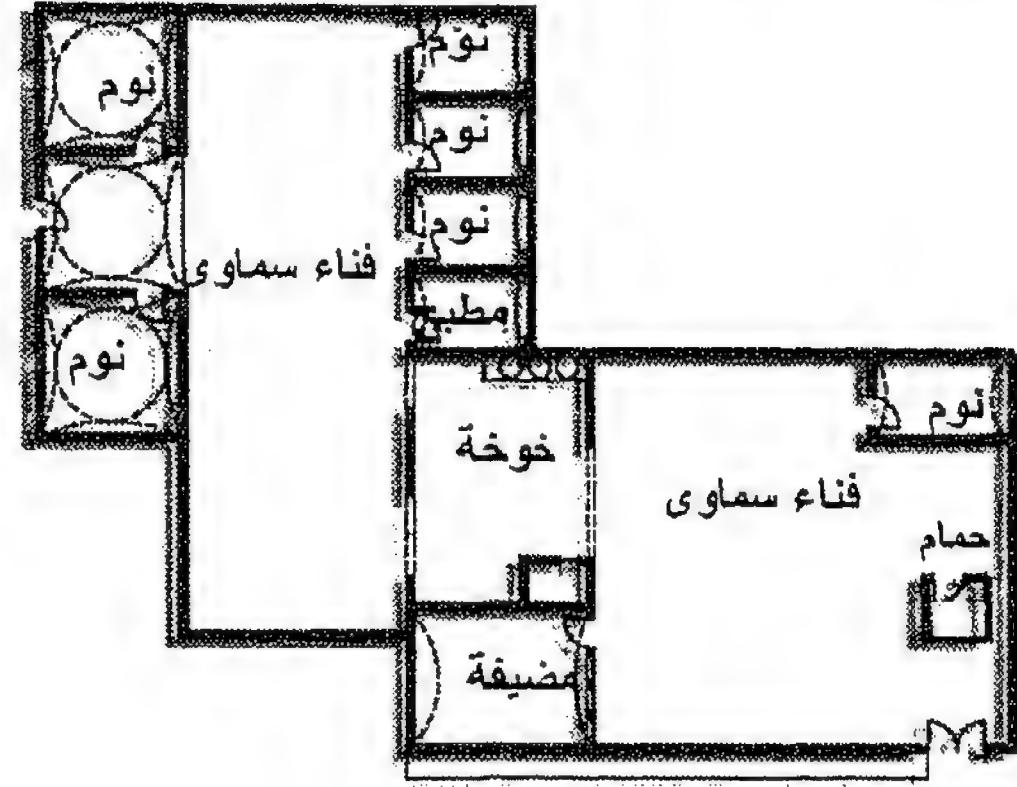 نوم
نوم
نوم
نوم
فناء سماوى
مطبخ
نوم
نوم
خوخة
فناء سماوى
حمام
مضيفة